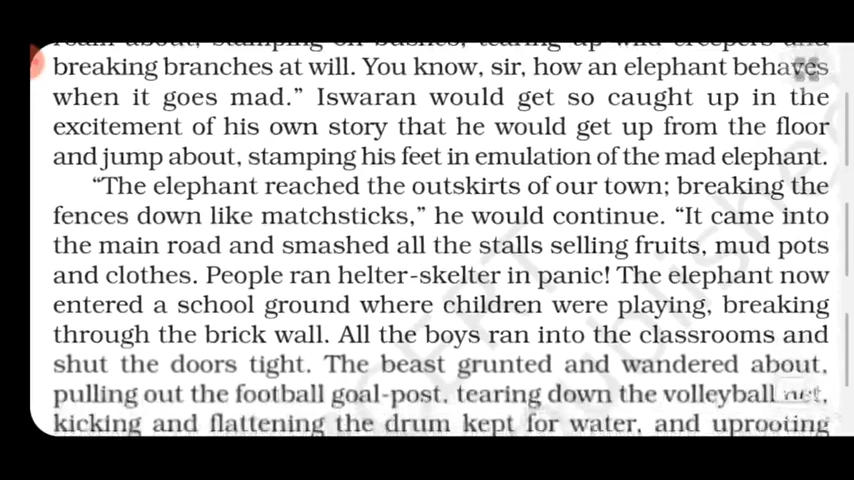 breaking branches at will. You know, sir, how an elephant behaves
when it goes mad.” Iswaran would get so caught up in the
excitement of his own story that he would get up from the floor
and jump about, stamping his feet in emulation of the mad elephant.
“The elephant reached the outskirts of our town; breaking the
fences down like matchsticks,” he would continue. “It came into
the main road and smashed all the stalls selling fruits, mud pots
and clothes. People ran helter-skelter in panic! The elephant now
entered a school ground where children were playing, breaking
through the brick wall. All the boys ran into the classrooms and
shut the doors tight. The beast grunted and wandered about,
pulling out the football goal-post, tearing down the volleyball net,
kicking and flattening the drum kept for water, and uprooting